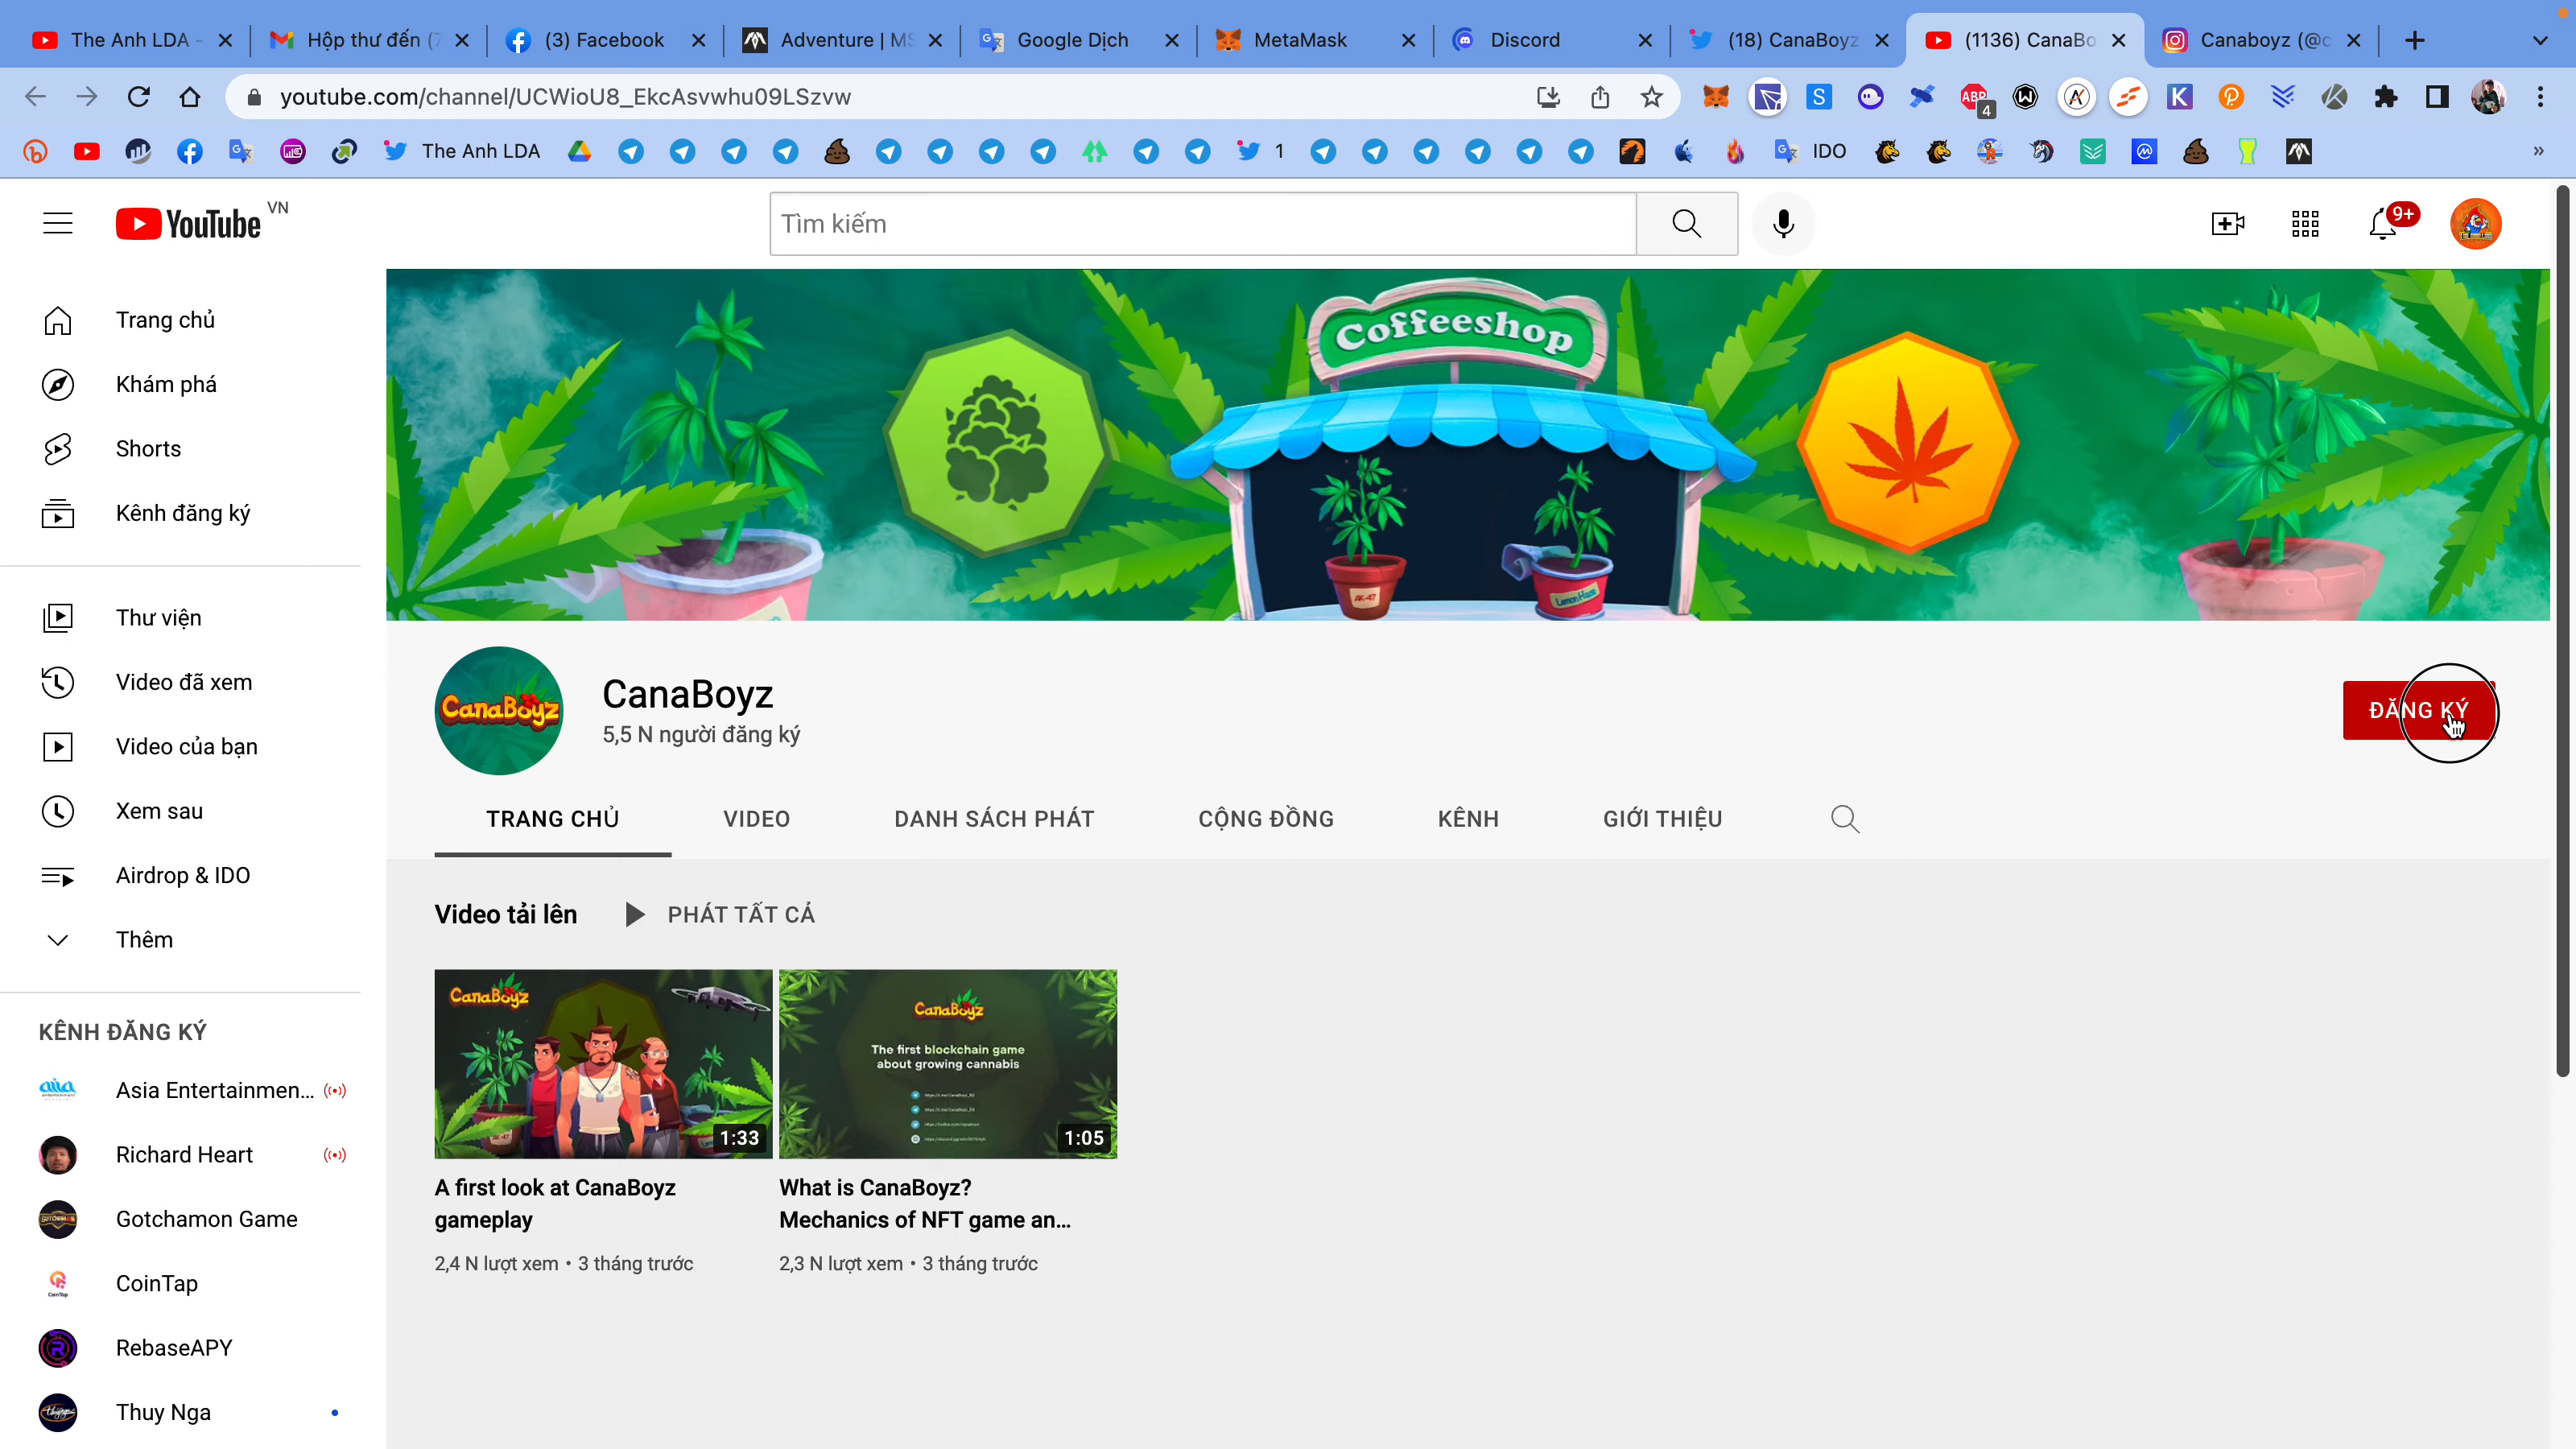 The Anh LDA -
Hộp thư đến (7
(3) Facebook
Adventure | MS
Google Dịch
MetaMask
Discord
(18) CanaBoyz
(1136) CanaBo
Canaboyz (@c
youtube.com/channel/UCWioU8_EkcAsvwhu09LSzvw
ABP
4
The Anh LDA
1
IDO
YouTube VN
Tìm kiếm
9+
Trang chủ
Khám phá
Shorts
Kênh đăng ký
Thư viện
Video đã xem
Video của bạn
Xem sau
Airdrop & IDO
Thêm
KÊNH ĐĂNG KÝ
Asia Entertainmen...
Richard Heart
Gotchamon Game
CoinTap
RebaseAPY
Thuy Nga
Coffeeshop
AK-47
Lemon Haze
CanaBoyz
CanaBoyz
5,5 N người đăng ký
ĐĂNG KÝ
TRANG CHỦ
VIDEO
DANH SÁCH PHÁT
CỘNG ĐỒNG
KÊNH
GIỚI THIỆU
Video tải lên
PHÁT TẤT CẢ
CanaBoyz
AK-47
1:33
A first look at CanaBoyz
gameplay
2,4 N lượt xem • 3 tháng trước
CanaBoyz
The first blockchain game
about growing cannabis
1:05
What is CanaBoyz?
Mechanics of NFT game an...
2,3 N lượt xem • 3 tháng trước